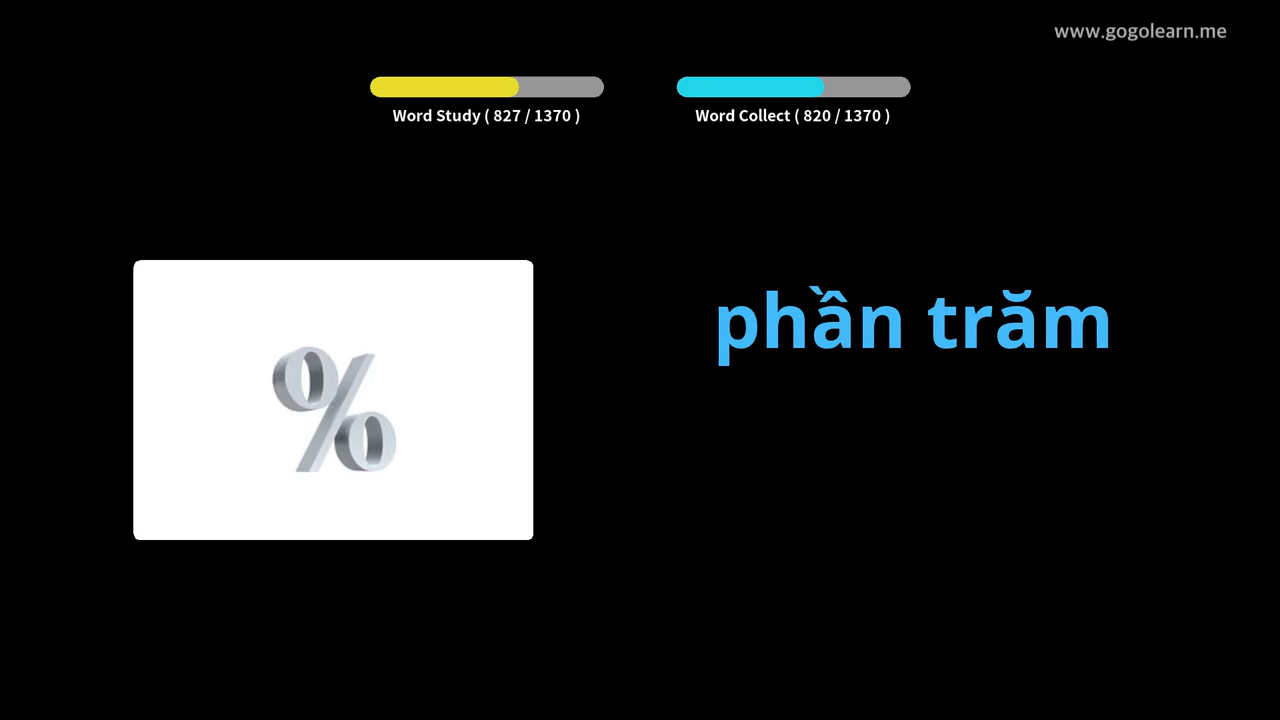 www.gogolearn.me
Word Study ( 827 / 1370 )
Word Collect ( 820 / 1370 )
%
phần trăm